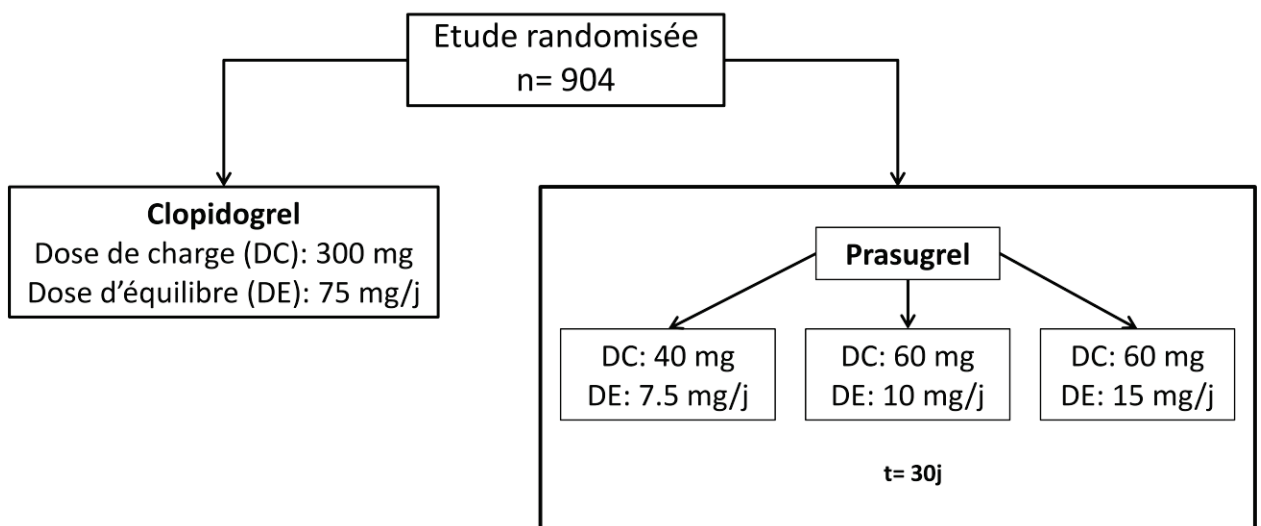 Etude randomisée
n= 904
Clopidogrel
Dose de charge (DC): 300 mg
Dose d'équilibre (DE): 75 mg/j
Prasugrel
DC: 40 mg
DE: 7.5 mg/j
DC: 60 mg
DE: 10 mg/j
DC: 60 mg
DE: 15 mg/j
t= 30j